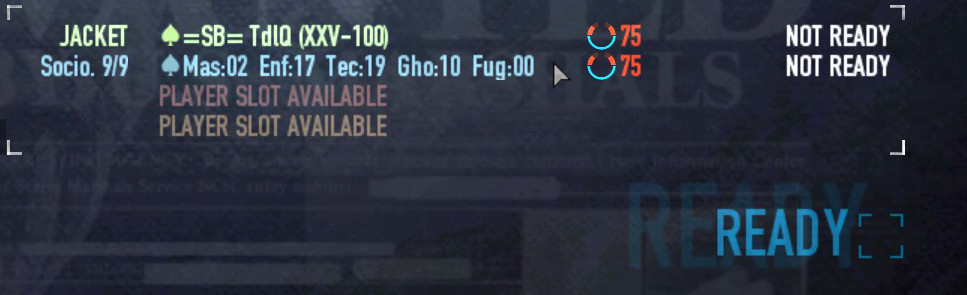 JACKET ♠=SB= TdlQ (XXV-100) 75 NOT READY
Socio. 9/9 ♠Mas:02 Enf:17 Tec:19 Gho:10 Fug:00 75 NOT READY
PLAYER SLOT AVAILABLE
PLAYER SLOT AVAILABLE
READY